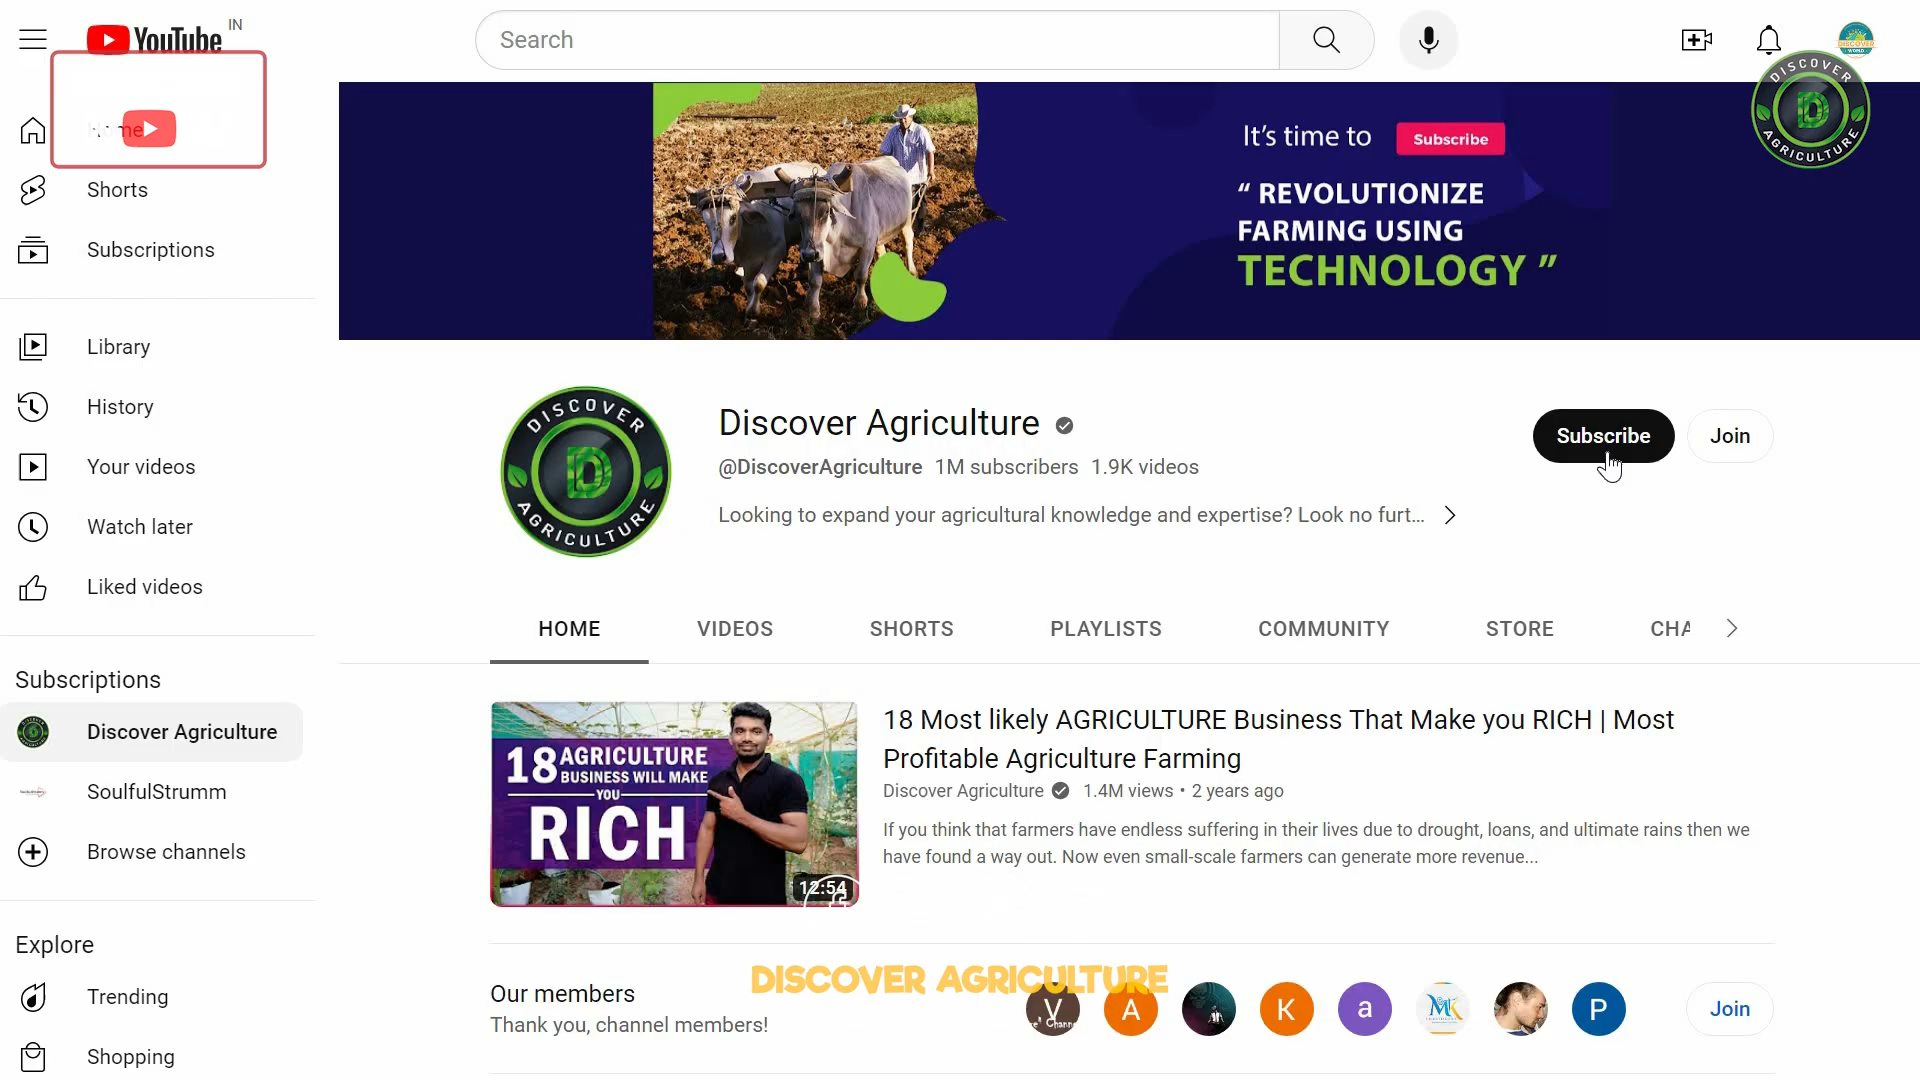 YouTube IN
Search
Home
Shorts
Subscriptions
Library
History
Your videos
Watch later
Liked videos
Subscriptions
Discover Agriculture
SoulfulStrumm
Browse channels
Explore
Trending
Shopping
It's time to Subscribe
“ REVOLUTIONIZE
FARMING USING
TECHNOLOGY ”
DISCOVER
D
AGRICULTURE
DISCOVER
D
AGRICULTURE
Discover Agriculture
@DiscoverAgriculture 1M subscribers 1.9K videos
Looking to expand your agricultural knowledge and expertise? Look no furt...
Subscribe
Join
HOME VIDEOS SHORTS PLAYLISTS COMMUNITY STORE CHA
18 AGRICULTURE
BUSINESS WILL MAKE
YOU
RICH
12:54
18 Most likely AGRICULTURE Business That Make you RICH | Most
Profitable Agriculture Farming
Discover Agriculture 1.4M views • 2 years ago
If you think that farmers have endless suffering in their lives due to drought, loans, and ultimate rains then we
have found a way out. Now even small-scale farmers can generate more revenue...
Our members
Thank you, channel members!
DISCOVER AGRICULTURE
V A K a MK P
Join